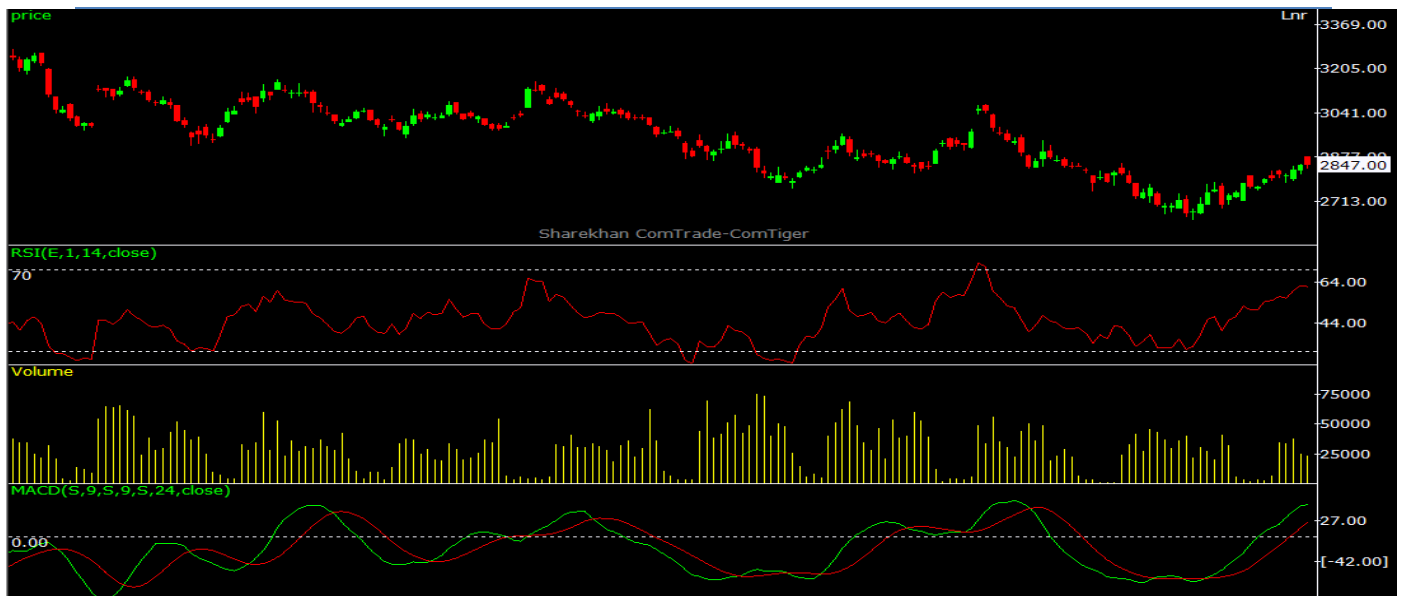 price
Lnr
3369.00
3205.00
3041.00
2847.00
2713.00
Sharekhan ComTrade-ComTiger
RSI(E,1,14,close)
70
64.00
44.00
Volume
75000
50000
25000
MACD(S,9,S,9,S,24,close)
27.00
0.00
[-42.00]